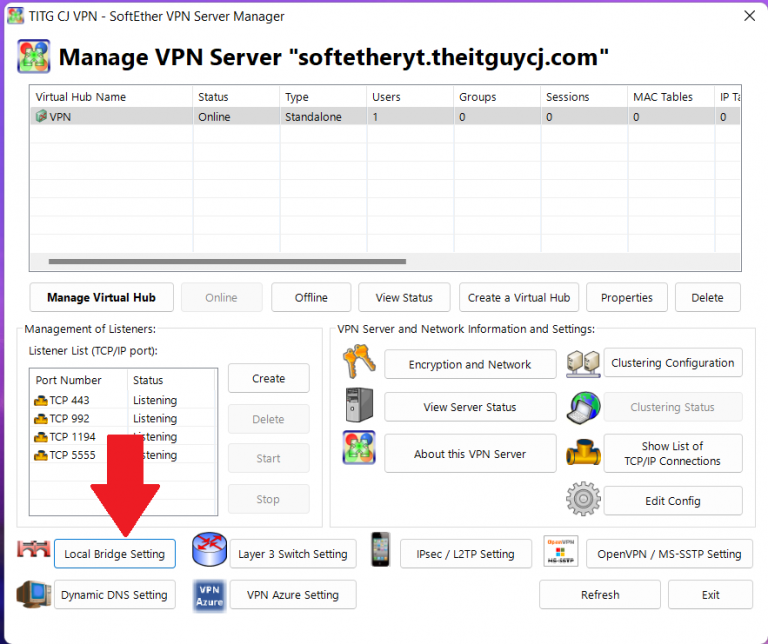 TITG CJ VPN - SoftEther VPN Server Manager
Manage VPN Server "softetheryt.theitguycj.com"
Virtual Hub Name Status Type Users Groups Sessions MAC Tables IP Ta
VPN Online Standalone 1 0 0 0 0
Manage Virtual Hub Online Offline View Status Create a Virtual Hub Properties Delete
Management of Listeners:
Listener List (TCP/IP port):
Port Number Status
TCP 443 Listening
TCP 992 Listening
TCP 1194 Listening
TCP 5555 Listening
Create
Delete
Start
Stop
VPN Server and Network Information and Settings:
Encryption and Network Clustering Configuration
View Server Status Clustering Status
About this VPN Server Show List of
TCP/IP Connections
Edit Config
Local Bridge Setting Layer 3 Switch Setting IPsec / L2TP Setting OpenVPN MS-SSTP OpenVPN / MS-SSTP Setting
Dynamic DNS Setting VPN Azure VPN Azure Setting Refresh Exit